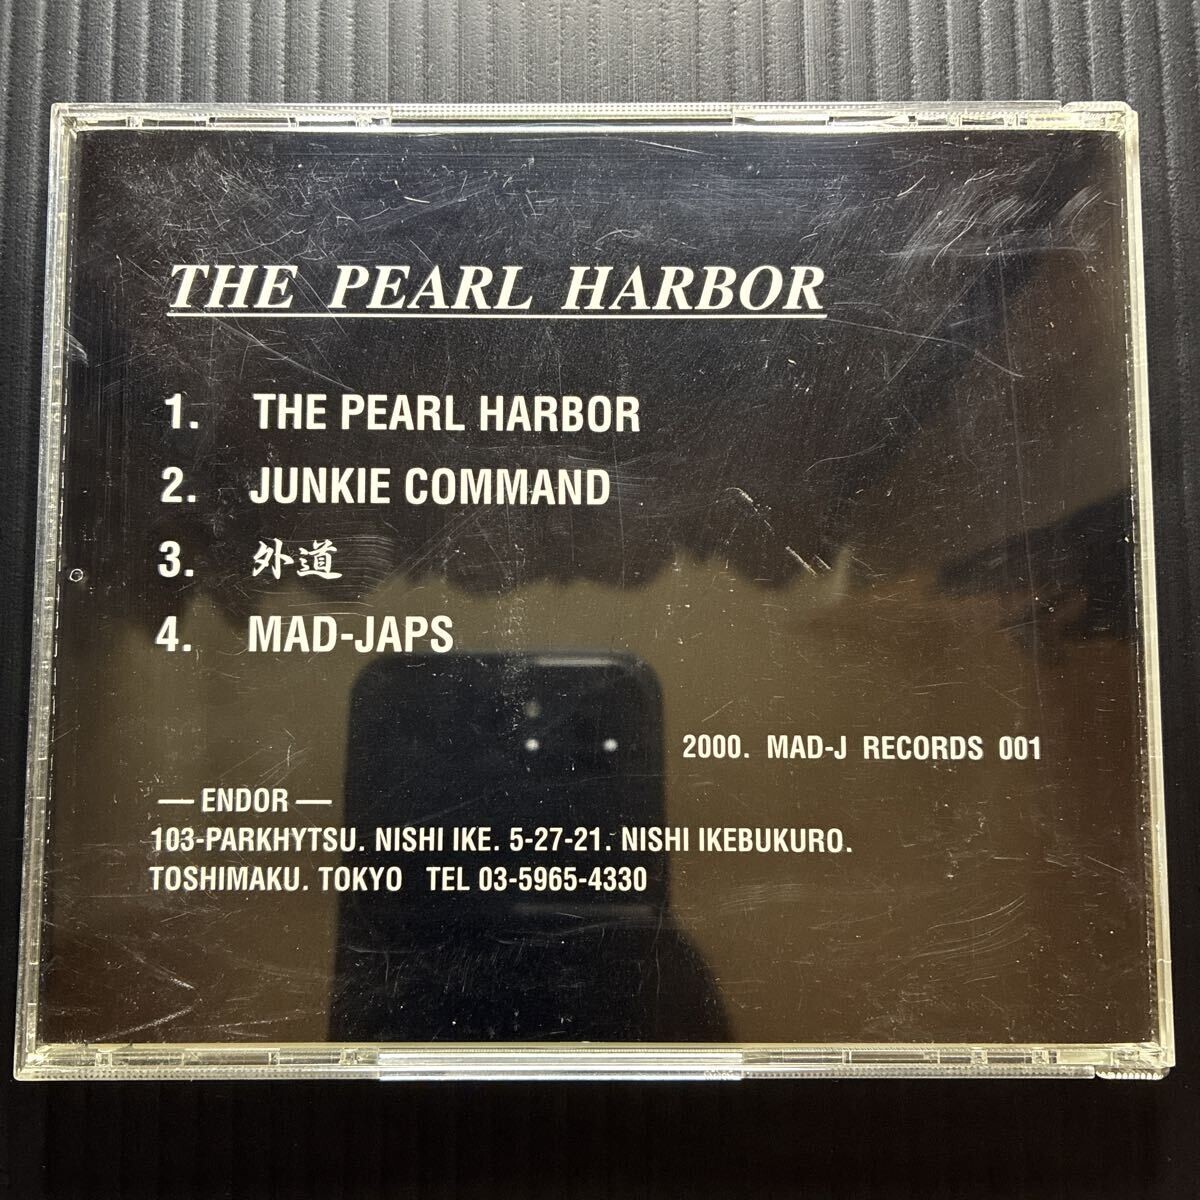 THE PEARL HARBOR
1. THE PEARL HARBOR
2. JUNKIE COMMAND
3. 外道
4. MAD-JAPS
2000. MAD-J RECORDS 001
— ENDOR —
103-PARKHYTSU. NISHI IKE. 5-27-21. NISHI IKEBUKURO.
TOSHIMAKU. TOKYO TEL 03-5965-4330